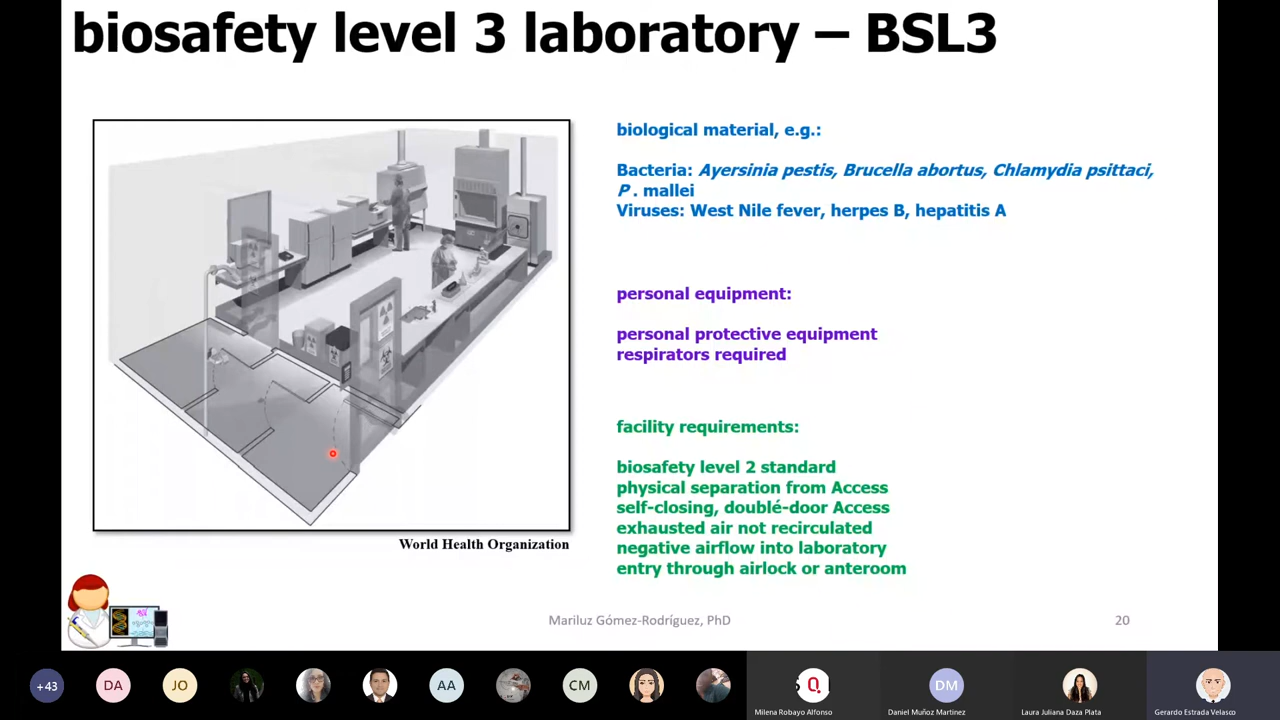 biosafety level 3 laboratory – BSL3
biological material, e.g.:
Bacteria: Ayersinia pestis, Brucella abortus, Chlamydia psittaci,
P . mallei
Viruses: West Nile fever, herpes B, hepatitis A
personal equipment:
personal protective equipment
respirators required
facility requirements:
biosafety level 2 standard
physical separation from Access
self-closing, doublé-door Access
exhausted air not recirculated
negative airflow into laboratory
entry through airlock or anteroom
World Health Organization
Mariluz Gómez-Rodríguez, PhD
20
+43
DA
JO
AA
CM
Q
DM
Milena Robayo Alfonso
Daniel Muñoz Martinez
Laura Juliana Daza Plata
Gerardo Estrada Velasco